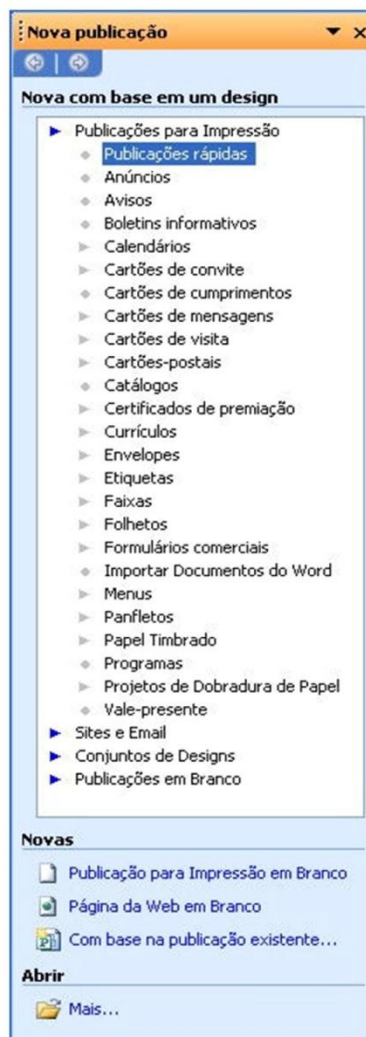 Nova publicação
Nova com base em um design
Publicações para Impressão
Publicações rápidas
Anúncios
Avisos
Boletins informativos
Calendários
Cartões de convite
Cartões de cumprimentos
Cartões de mensagens
Cartões de visita
Cartões-postais
Catálogos
Certificados de premiação
Currículos
Envelopes
Etiquetas
Faixas
Folhetos
Formulários comerciais
Importar Documentos do Word
Menus
Panfletos
Papel Timbrado
Programas
Projetos de Dobradura de Papel
Vale-presente
Sites e Email
Conjuntos de Designs
Publicações em Branco
Novas
Publicação para Impressão em Branco
Página da Web em Branco
Com base na publicação existente...
Abrir
Mais...